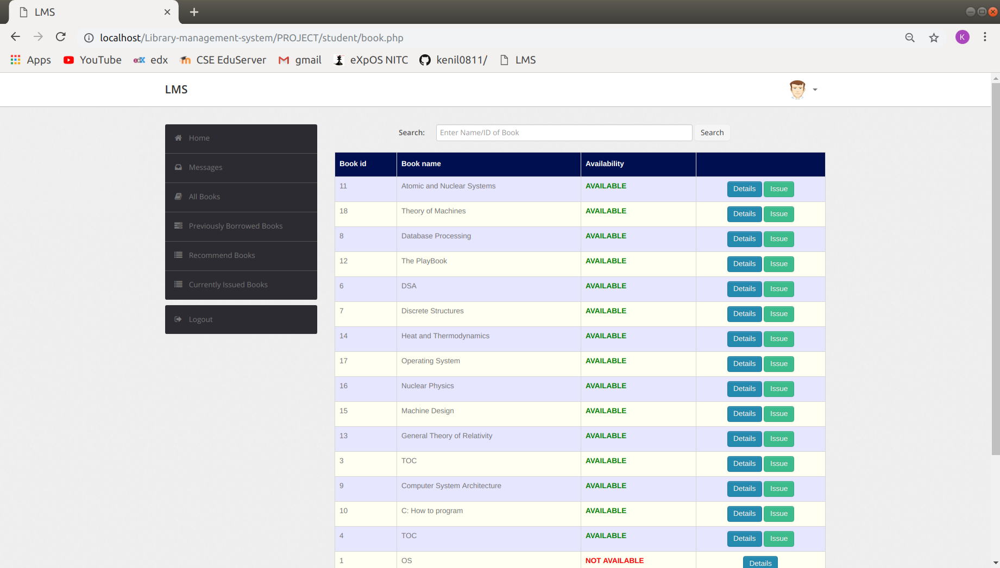 LMS
localhost/Library-management-system/PROJECT/student/book.php
K
Apps YouTube edx CSE EduServer gmail eXpOS NITC kenil0811/ LMS
LMS
Home
Messages
All Books
Previously Borrowed Books
Recommend Books
Currently Issued Books
Logout
Search: Enter Name/ID of Book Search
Book id Book name Availability
11 Atomic and Nuclear Systems AVAILABLE Details Issue
18 Theory of Machines AVAILABLE Details Issue
8 Database Processing AVAILABLE Details Issue
12 The PlayBook AVAILABLE Details Issue
6 DSA AVAILABLE Details Issue
7 Discrete Structures AVAILABLE Details Issue
14 Heat and Thermodynamics AVAILABLE Details Issue
17 Operating System AVAILABLE Details Issue
16 Nuclear Physics AVAILABLE Details Issue
15 Machine Design AVAILABLE Details Issue
13 General Theory of Relativity AVAILABLE Details Issue
3 TOC AVAILABLE Details Issue
9 Computer System Architecture AVAILABLE Details Issue
10 C: How to program AVAILABLE Details Issue
4 TOC AVAILABLE Details Issue
1 OS NOT AVAILABLE Details